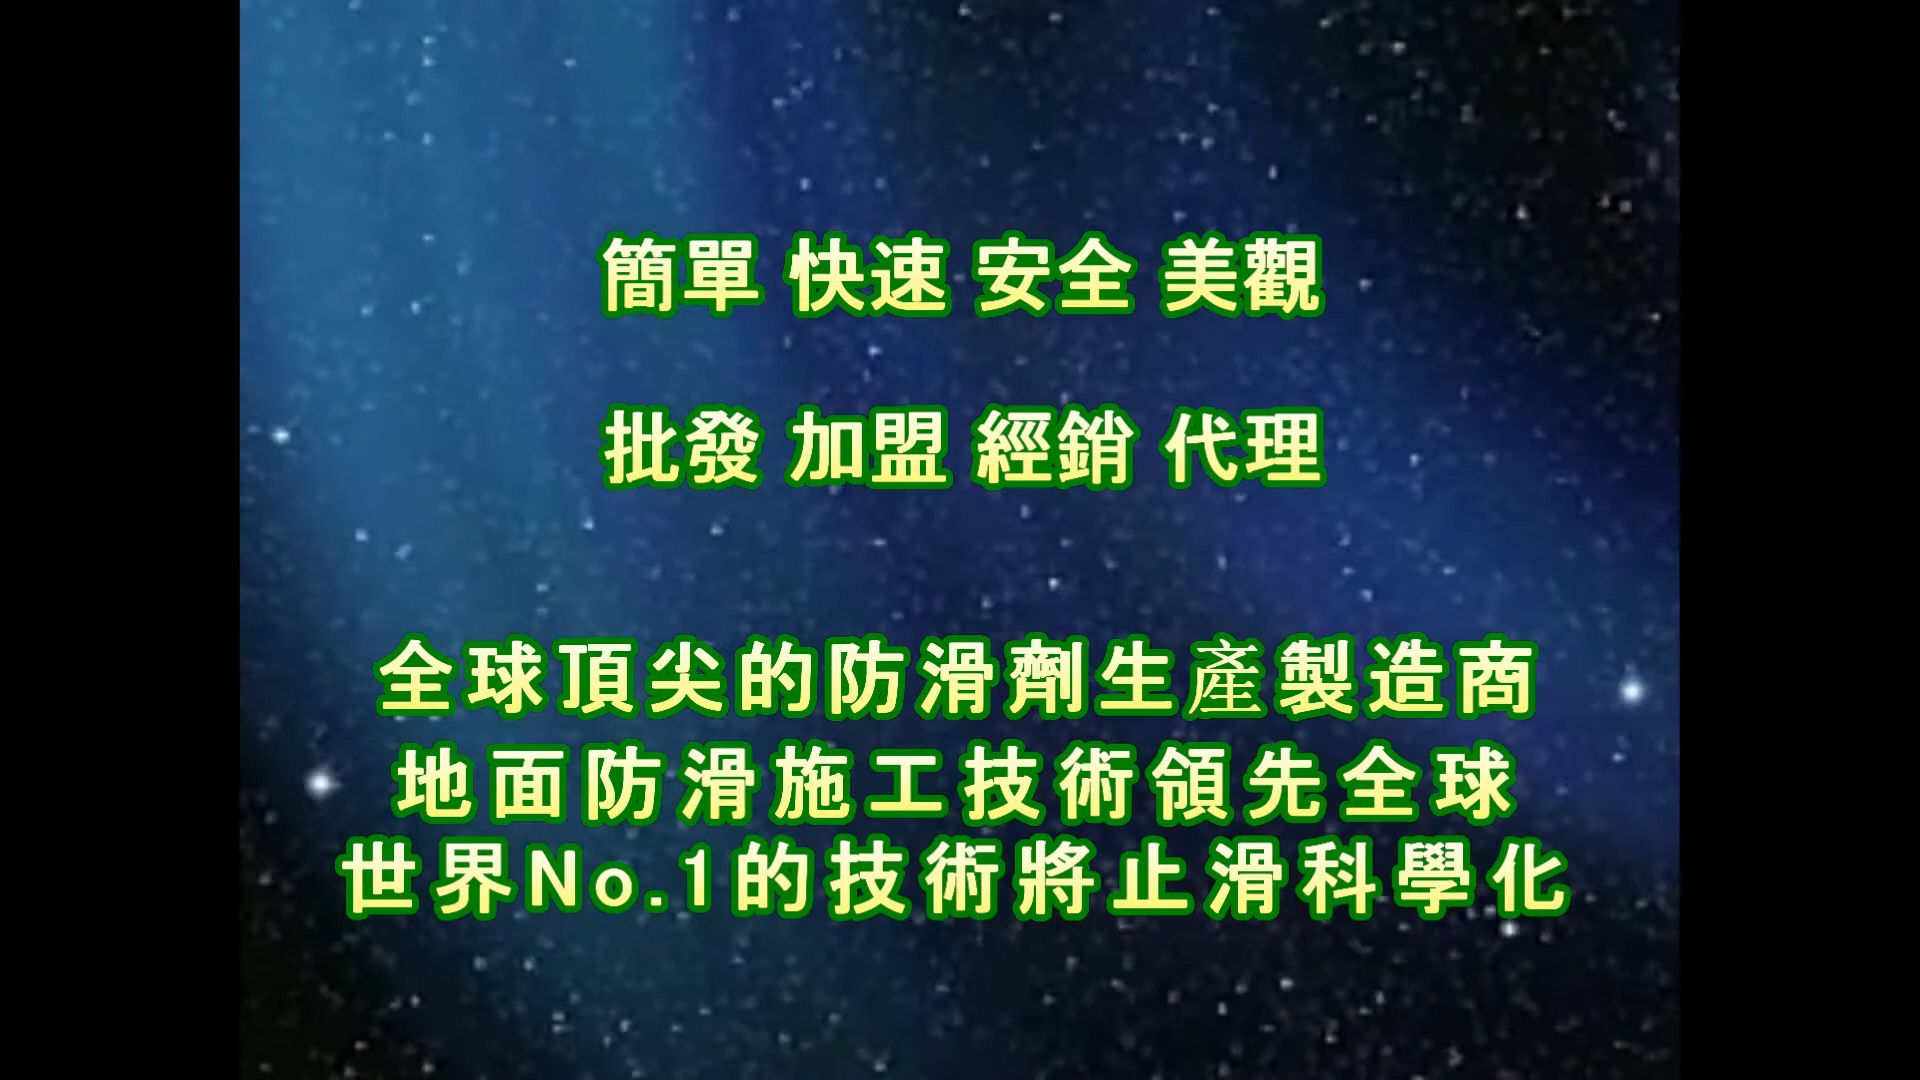 簡單 快速 安全 美觀
批發 加盟 經銷 代理
全球頂尖的防滑劑生產製造商
地面防滑施工技術領先全球
世界No.1的技術將止滑科學化